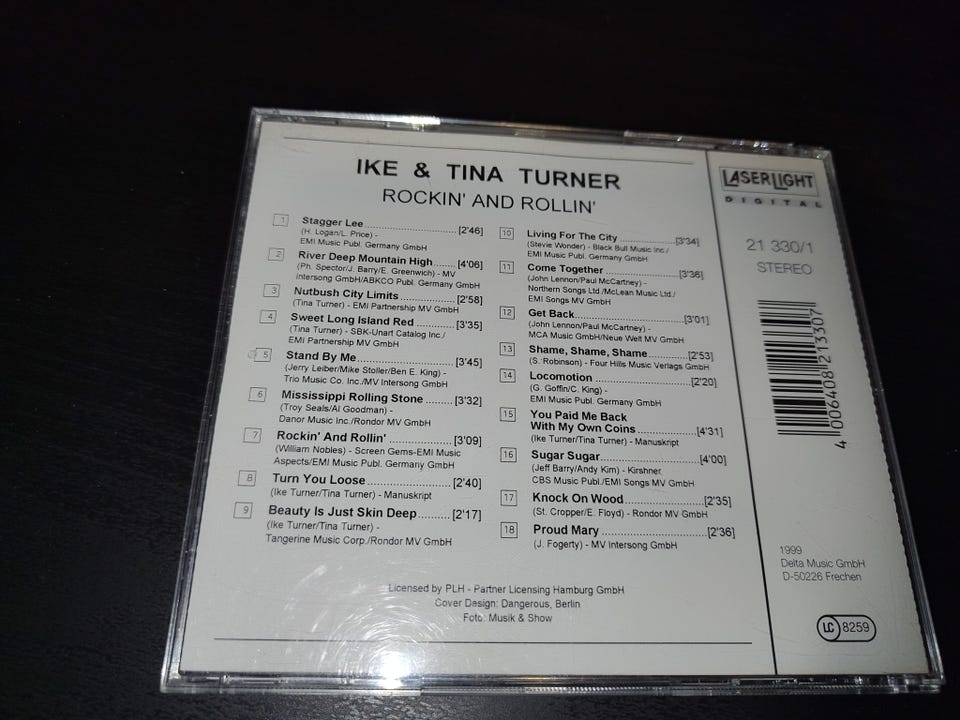 IKE & TINA TURNER
ROCKIN' AND ROLLIN'
1 Stagger Lee [2'46]
(H. Logan/L. Price) -
EMI Music Publ. Germany GmbH
2 River Deep Mountain High [4'06]
(Ph. Spector/J. Barry/E. Greenwich) - MV
Intersong GmbH/ABKCO Publ. Germany GmbH
3 Nutbush City Limits [2'58]
(Tina Turner) - EMI Partnership MV GmbH
4 Sweet Long Island Red [3'35]
(Tina Turner) - SBK-Unart Catalog Inc./
EMI Partnership MV GmbH
5 Stand By Me [3'45]
(Jerry Leiber/Mike Stoller/Ben E. King) -
Trio Music Co. Inc./MV Intersong GmbH
6 Mississippi Rolling Stone [3'32]
(Troy Seals/Al Goodman) -
Danor Music Inc./Rondor MV GmbH
7 Rockin' And Rollin' [3'09]
(William Nobles) - Screen Gems-EMI Music
Aspects/EMI Music Publ. Germany GmbH
8 Turn You Loose [2'40]
(Ike Turner/Tina Turner) - Manuskript
9 Beauty Is Just Skin Deep [2'17]
(Ike Turner/Tina Turner) -
Tangerine Music Corp./Rondor MV GmbH
10 Living For The City [3'34]
(Stevie Wonder) - Black Bull Music Inc./
EMI Music Publ. Germany GmbH
11 Come Together [3'36]
(John Lennon/Paul McCartney) -
Northern Songs Ltd./McLean Music Ltd./
EMI Songs MV GmbH
12 Get Back [3'01]
(John Lennon/Paul McCartney) -
MCA Music GmbH/Neue Welt MV GmbH
13 Shame, Shame, Shame [2'53]
(S. Robinson) - Four Hills Music Verlags GmbH
14 Locomotion [2'20]
(G. Goffin/C. King) -
EMI Music Publ. Germany GmbH
15 You Paid Me Back
With My Own Coins [4'31]
(Ike Turner/Tina Turner) - Manuskript
16 Sugar Sugar [4'00]
(Jeff Barry/Andy Kim) - Kirshner
CBS Music Publ./EMI Songs MV GmbH
17 Knock On Wood [2'35]
(St. Cropper/E. Floyd) - Rondor MV GmbH
18 Proud Mary [2'36]
(J. Fogerty) - MV Intersong GmbH
Licensed by PLH - Partner Licensing Hamburg GmbH
Cover Design: Dangerous, Berlin
Foto: Musik & Show
LASERLIGHT
DIGITAL
21 330/1
STEREO
4 006408 213307
1999
Delta Music GmbH
D-50226 Frechen
LC 8259